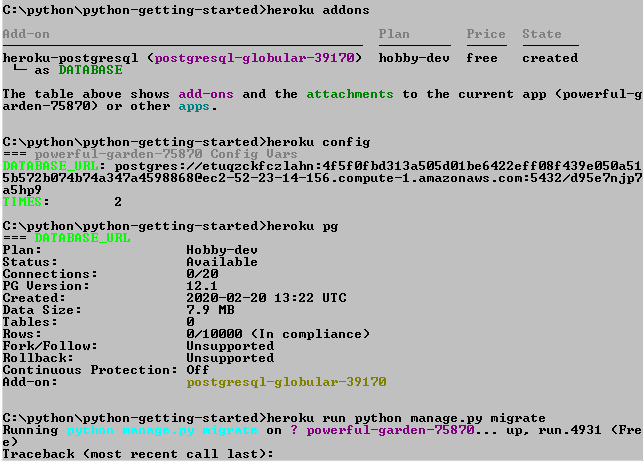 C:\python\python-getting-started>heroku addons
Add-on Plan Price State
heroku-postgresql (postgresql-globular-39170) hobby-dev free created
└─ as DATABASE
The table above shows add-ons and the attachments to the current app (powerful-g
arden-75870) or other apps.
C:\python\python-getting-started>heroku config
=== powerful-garden-75870 Config Vars
DATABASE_URL: postgres://etuqzckfczlahn:4f5f0fbd313a505d01be6422eff08f439e050a51
5b572b074b74a347a4598868@ec2-52-23-14-156.compute-1.amazonaws.com:5432/d95e7njp7
a5hp9
TIMES: 2
C:\python\python-getting-started>heroku pg
=== DATABASE_URL
Plan: Hobby-dev
Status: Available
Connections: 0/20
PG Version: 12.1
Created: 2020-02-20 13:22 UTC
Data Size: 7.9 MB
Tables: 0
Rows: 0/10000 (In compliance)
Fork/Follow: Unsupported
Rollback: Unsupported
Continuous Protection: Off
Add-on: postgresql-globular-39170
C:\python\python-getting-started>heroku run python manage.py migrate
Running python manage.py migrate on ? powerful-garden-75870... up, run.4931 (Fre
e)
Traceback (most recent call last):